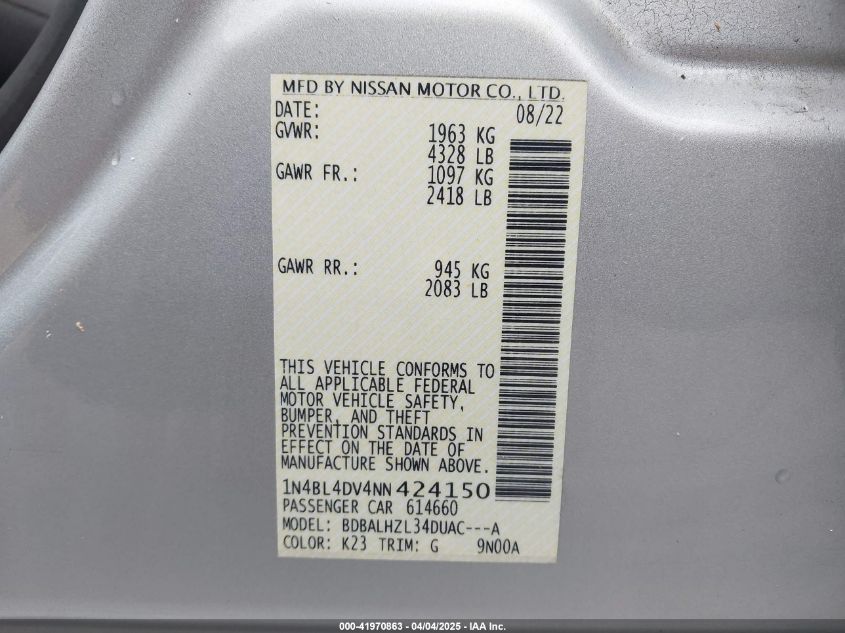 MFD BY NISSAN MOTOR CO., LTD.
DATE: 08/22
GVWR: 1963 KG
4328 LB
GAWR FR.: 1097 KG
2418 LB
GAWR RR.: 945 KG
2083 LB
THIS VEHICLE CONFORMS TO
ALL APPLICABLE FEDERAL
MOTOR VEHICLE SAFETY,
BUMPER, AND THEFT
PREVENTION STANDARDS IN
EFFECT ON THE DATE OF
MANUFACTURE SHOWN ABOVE.
1N4BL4DV4NN424150
PASSENGER CAR 614660
MODEL: BDBALHZL34DUAC---A
COLOR: K23 TRIM: G 9N00A
000-41970863 - 04/04/2025 - IAA Inc.